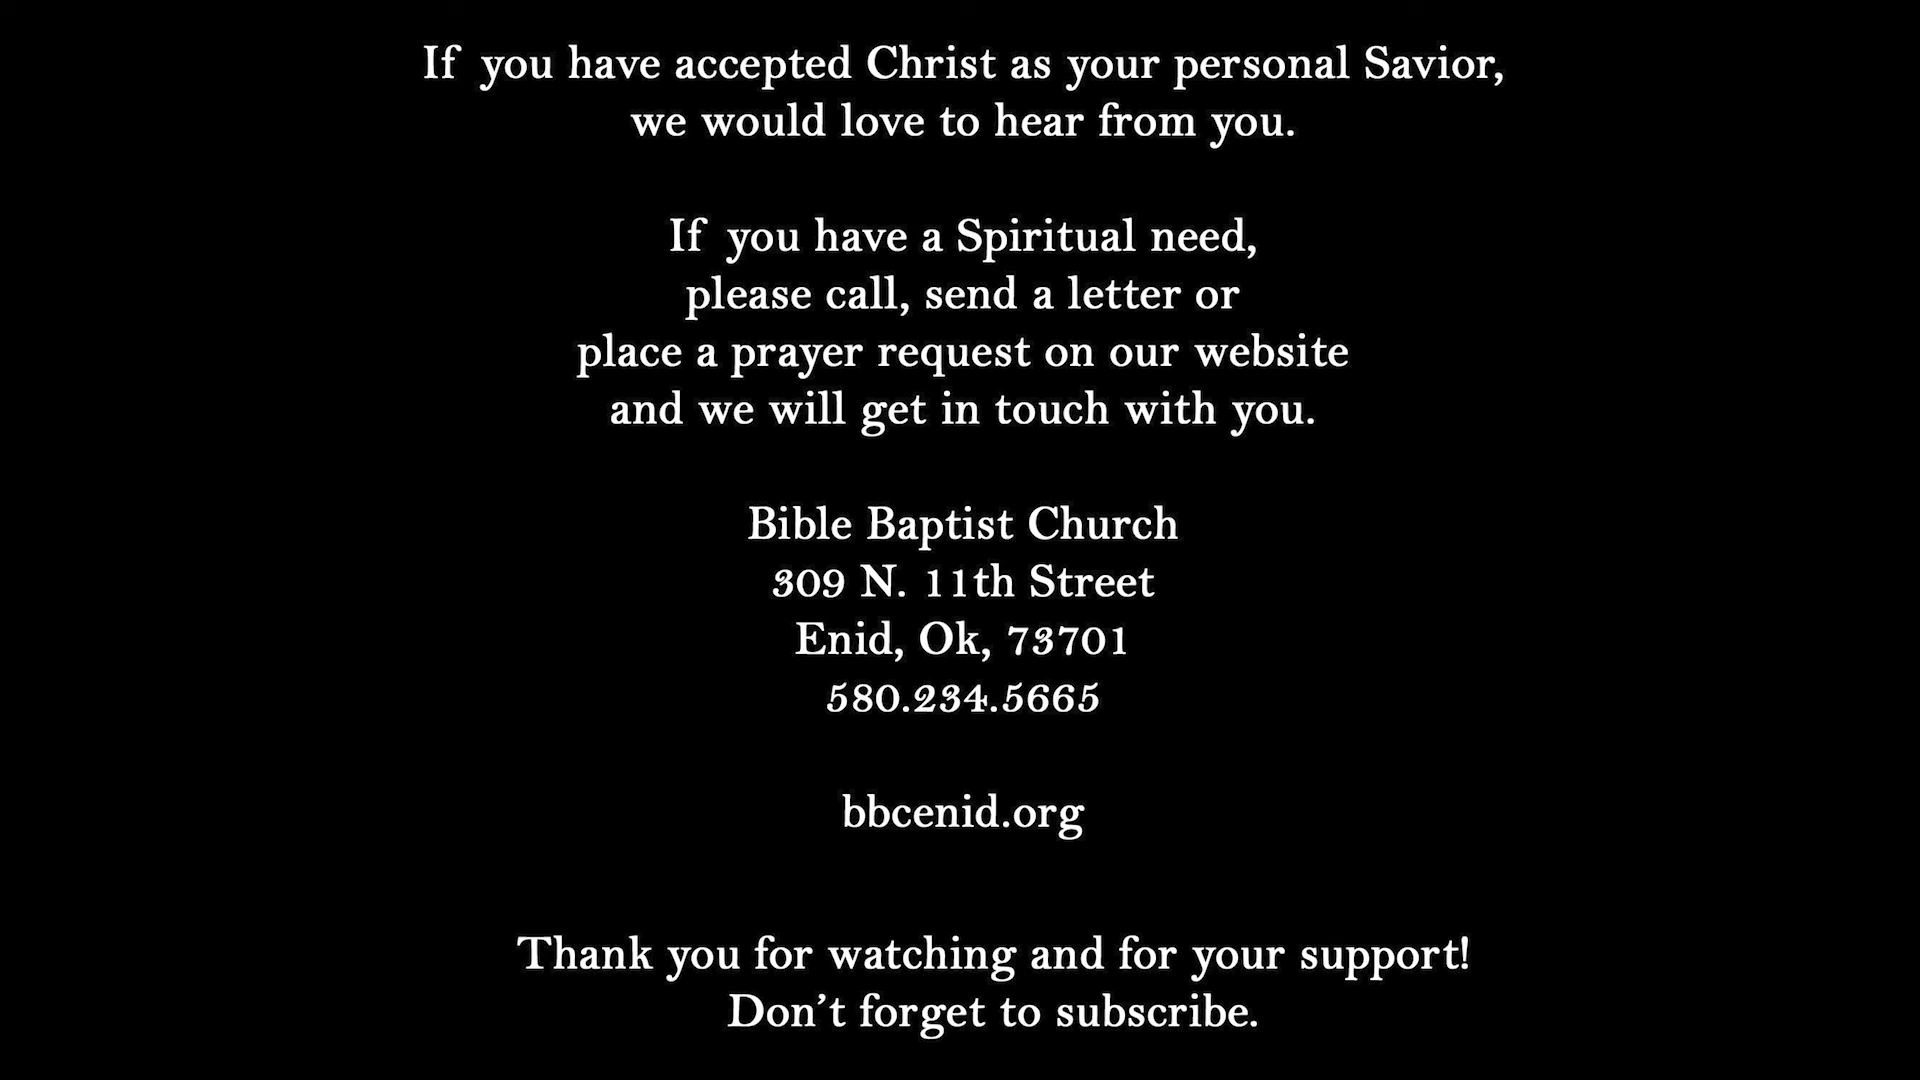 If you have accepted Christ as your personal Savior,
we would love to hear from you.
If you have a Spiritual need,
please call, send a letter or
place a prayer request on our website
and we will get in touch with you.
Bible Baptist Church
309 N. 11th Street
Enid, Ok, 73701
580.234.5665
bbcenid.org
Thank you for watching and for your support!
Don’t forget to subscribe.